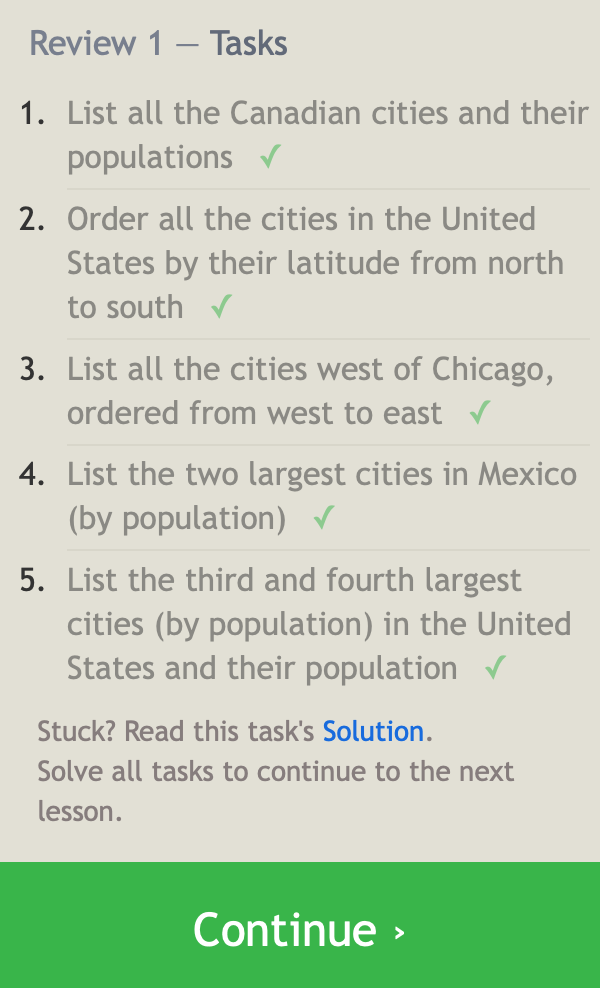 Review 1 — Tasks
1. List all the Canadian cities and their
populations ✓
2. Order all the cities in the United
States by their latitude from north
to south ✓
3. List all the cities west of Chicago,
ordered from west to east ✓
4. List the two largest cities in Mexico
(by population) ✓
5. List the third and fourth largest
cities (by population) in the United
States and their population ✓
Stuck? Read this task's Solution.
Solve all tasks to continue to the next
lesson.
Continue ›